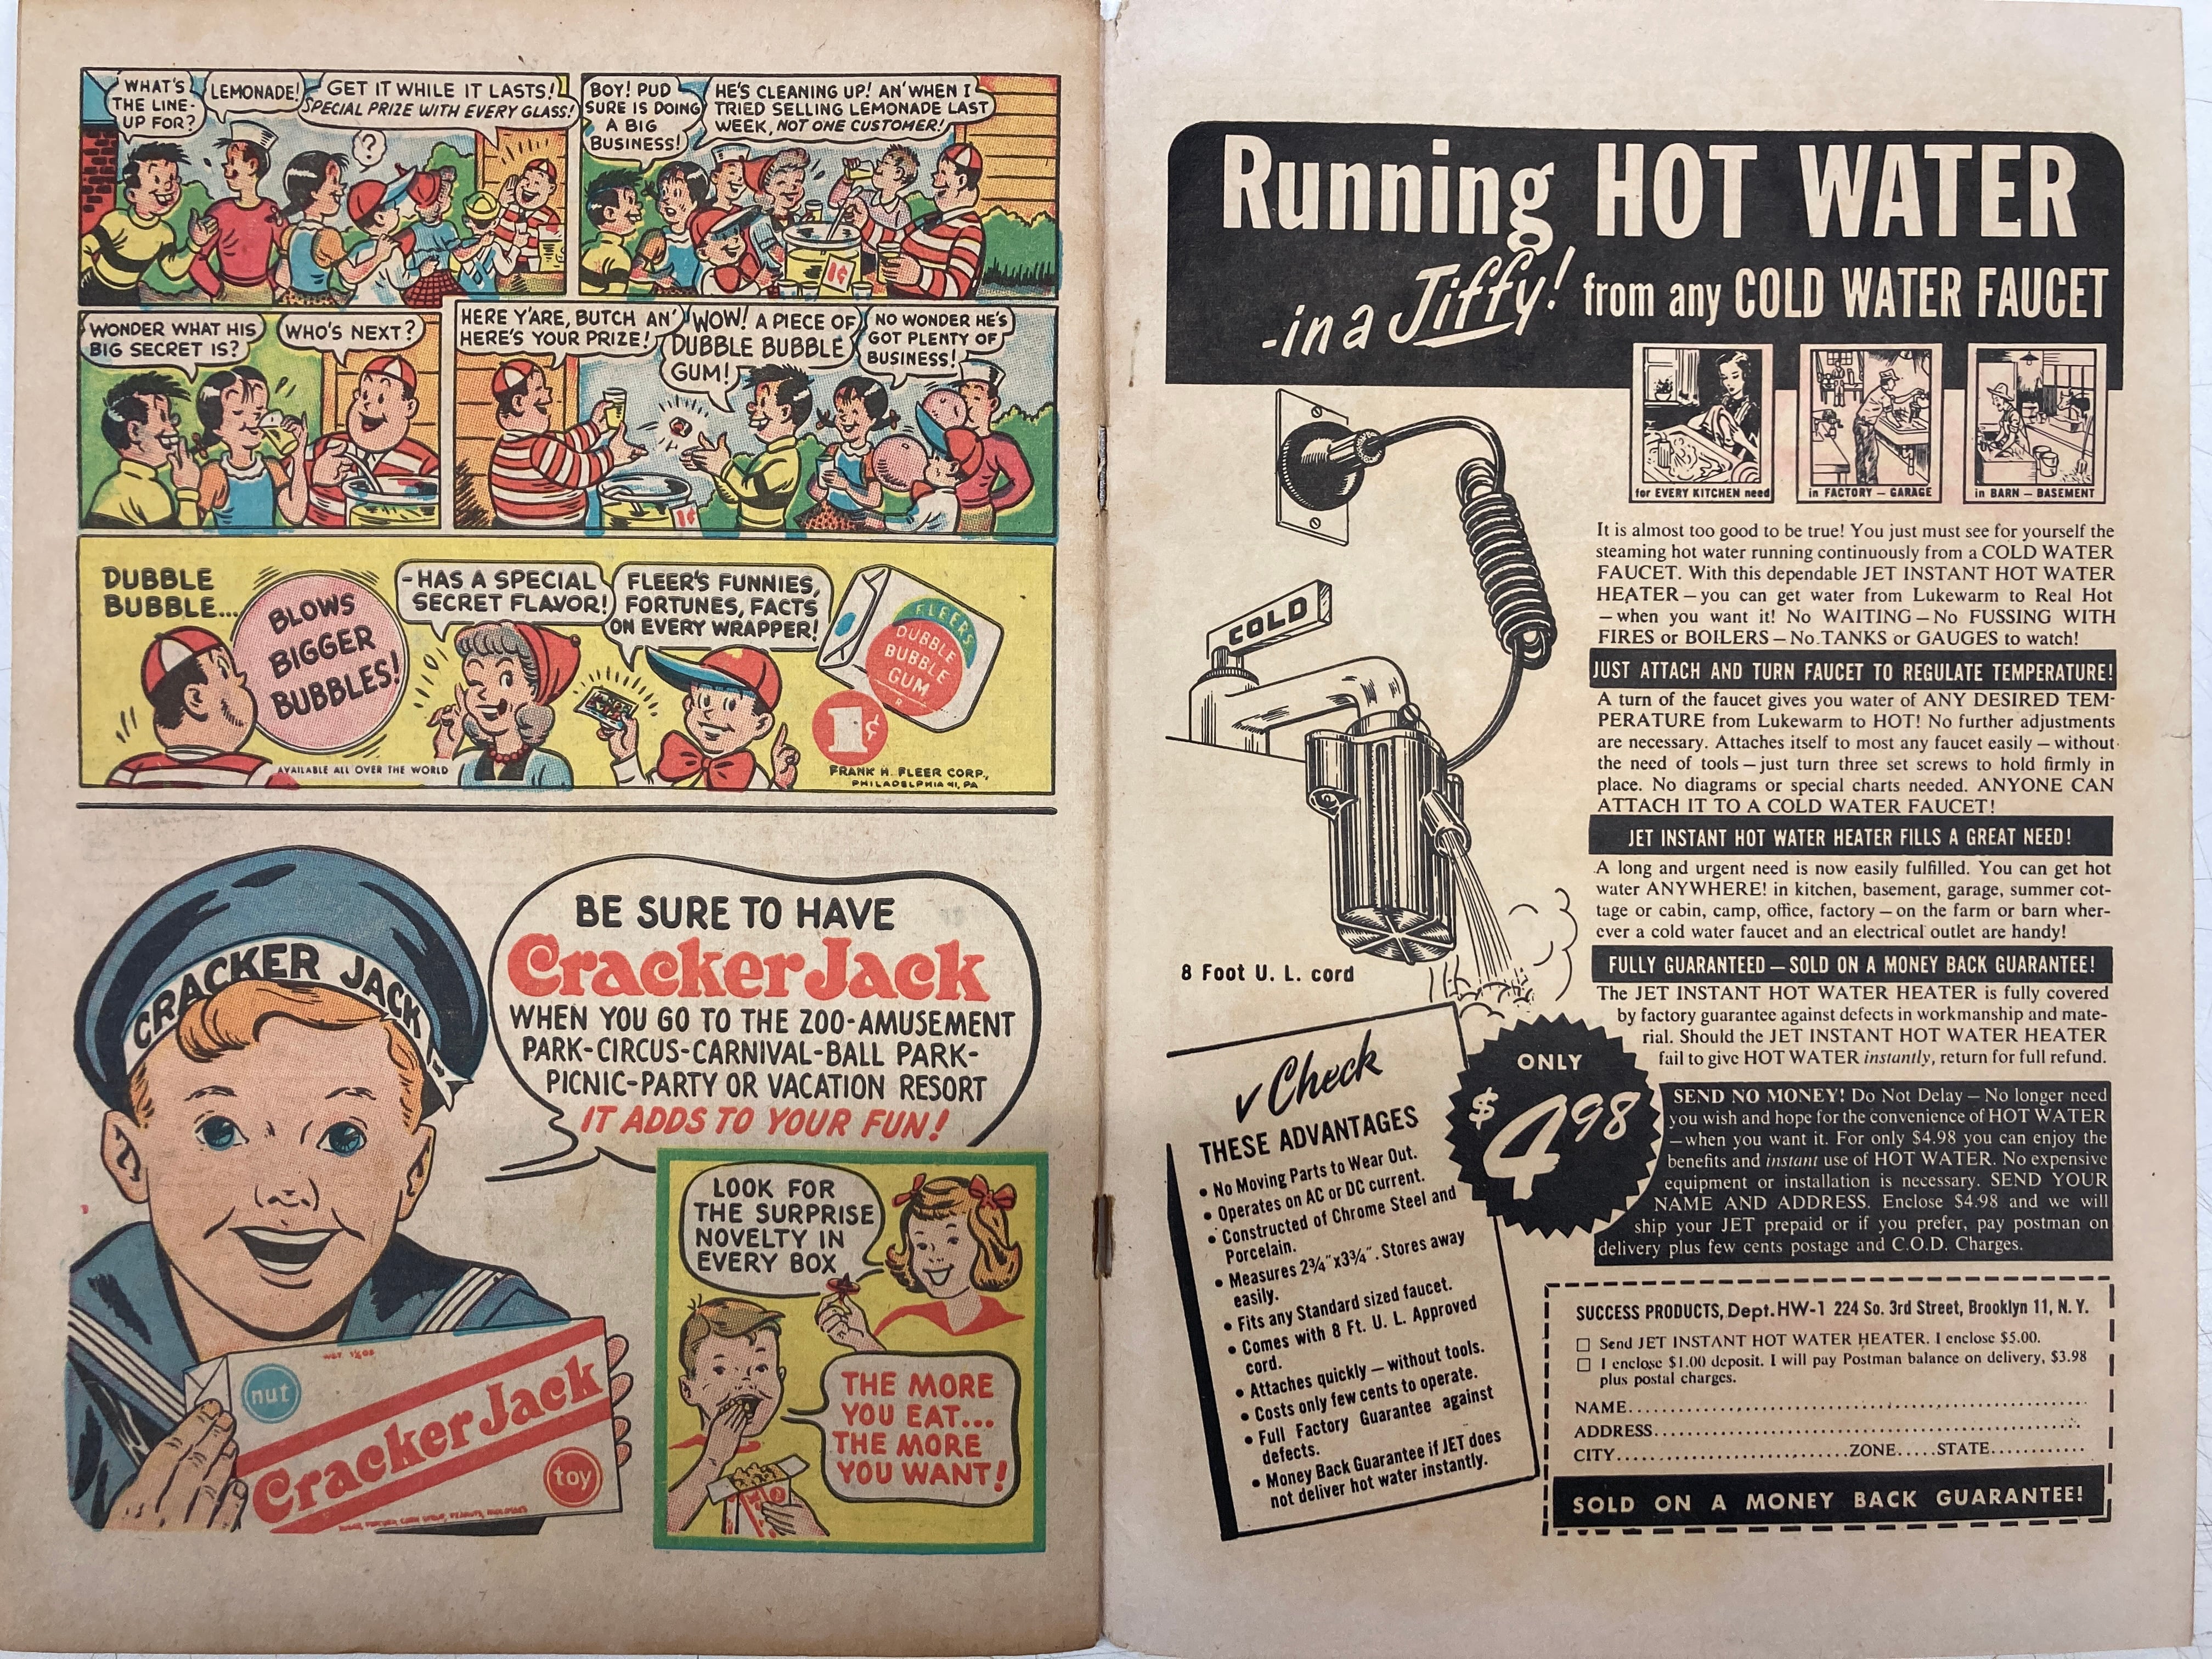 WHAT'S
THE LINE-
UP FOR?
LEMONADE!
GET IT WHILE IT LASTS!
SPECIAL PRIZE WITH EVERY GLASS!
?
BOY! PUD
SURE IS DOING
A BIG
BUSINESS!
HE'S CLEANING UP! AN' WHEN I
TRIED SELLING LEMONADE LAST
WEEK, NOT ONE CUSTOMER!
1¢
WONDER WHAT HIS
BIG SECRET IS?
WHO'S NEXT?
HERE Y'ARE, BUTCH AN'
HERE'S YOUR PRIZE!
WOW! A PIECE OF
DUBBLE BUBBLE
GUM!
NO WONDER HE'S
GOT PLENTY OF
BUSINESS!
1¢
DUBBLE
BUBBLE...
BLOWS
BIGGER
BUBBLES!
-HAS A SPECIAL
SECRET FLAVOR!
FLEER'S FUNNIES,
FORTUNES, FACTS
ON EVERY WRAPPER!
FLEERS
DUBBLE
BUBBLE
GUM
1¢
AVAILABLE ALL OVER THE WORLD
FRANK H. FLEER CORP.,
PHILADELPHIA 41, PA
BE SURE TO HAVE
Cracker Jack
WHEN YOU GO TO THE ZOO-AMUSEMENT
PARK-CIRCUS-CARNIVAL-BALL PARK-
PICNIC-PARTY OR VACATION RESORT
IT ADDS TO YOUR FUN!
CRACKER JACK
nut
Cracker Jack
toy
LOOK FOR
THE SURPRISE
NOVELTY IN
EVERY BOX
THE MORE
YOU EAT...
THE MORE
YOU WANT!
Running HOT WATER
-in a Jiffy! from any COLD WATER FAUCET
for EVERY KITCHEN need
in FACTORY – GARAGE
in BARN – BASEMENT
COLD
8 Foot U. L. cord
It is almost too good to be true! You just must see for yourself the
steaming hot water running continuously from a COLD WATER
FAUCET. With this dependable JET INSTANT HOT WATER
HEATER – you can get water from Lukewarm to Real Hot
– when you want it! No WAITING – No FUSSING WITH
FIRES or BOILERS – No TANKS or GAUGES to watch!
JUST ATTACH AND TURN FAUCET TO REGULATE TEMPERATURE!
A turn of the faucet gives you water of ANY DESIRED TEM-
PERATURE from Lukewarm to HOT! No further adjustments
are necessary. Attaches itself to most any faucet easily – without
the need of tools – just turn three set screws to hold firmly in
place. No diagrams or special charts needed. ANYONE CAN
ATTACH IT TO A COLD WATER FAUCET!
JET INSTANT HOT WATER HEATER FILLS A GREAT NEED!
A long and urgent need is now easily fulfilled. You can get hot
water ANYWHERE! in kitchen, basement, garage, summer cot-
tage or cabin, camp, office, factory – on the farm or barn wher-
ever a cold water faucet and an electrical outlet are handy!
FULLY GUARANTEED – SOLD ON A MONEY BACK GUARANTEE!
The JET INSTANT HOT WATER HEATER is fully covered
by factory guarantee against defects in workmanship and mate-
rial. Should the JET INSTANT HOT WATER HEATER
fail to give HOT WATER instantly, return for full refund.
ONLY
$4.98
SEND NO MONEY! Do Not Delay – No longer need
you wish and hope for the convenience of HOT WATER
– when you want it. For only $4.98 you can enjoy the
benefits and instant use of HOT WATER. No expensive
equipment or installation is necessary. SEND YOUR
NAME AND ADDRESS. Enclose $4.98 and we will
ship your JET prepaid or if you prefer, pay postman on
delivery plus few cents postage and C.O.D. Charges.
✓ Check
THESE ADVANTAGES
• No Moving Parts to Wear Out.
• Operates on AC or DC current.
• Constructed of Chrome Steel and
Porcelain.
• Measures 2¾"x3¾". Stores away
easily.
• Fits any Standard sized faucet.
• Comes with 8 Ft. U. L. Approved
cord.
• Attaches quickly – without tools.
• Costs only few cents to operate.
• Full Factory Guarantee against
defects.
• Money Back Guarantee if JET does
not deliver hot water instantly.
SUCCESS PRODUCTS, Dept. HW-1 224 So. 3rd Street, Brooklyn 11, N. Y.
□ Send JET INSTANT HOT WATER HEATER. I enclose $5.00.
□ I enclose $1.00 deposit. I will pay Postman balance on delivery, $3.98
plus postal charges.
NAME
ADDRESS
CITY ZONE STATE
SOLD ON A MONEY BACK GUARANTEE!